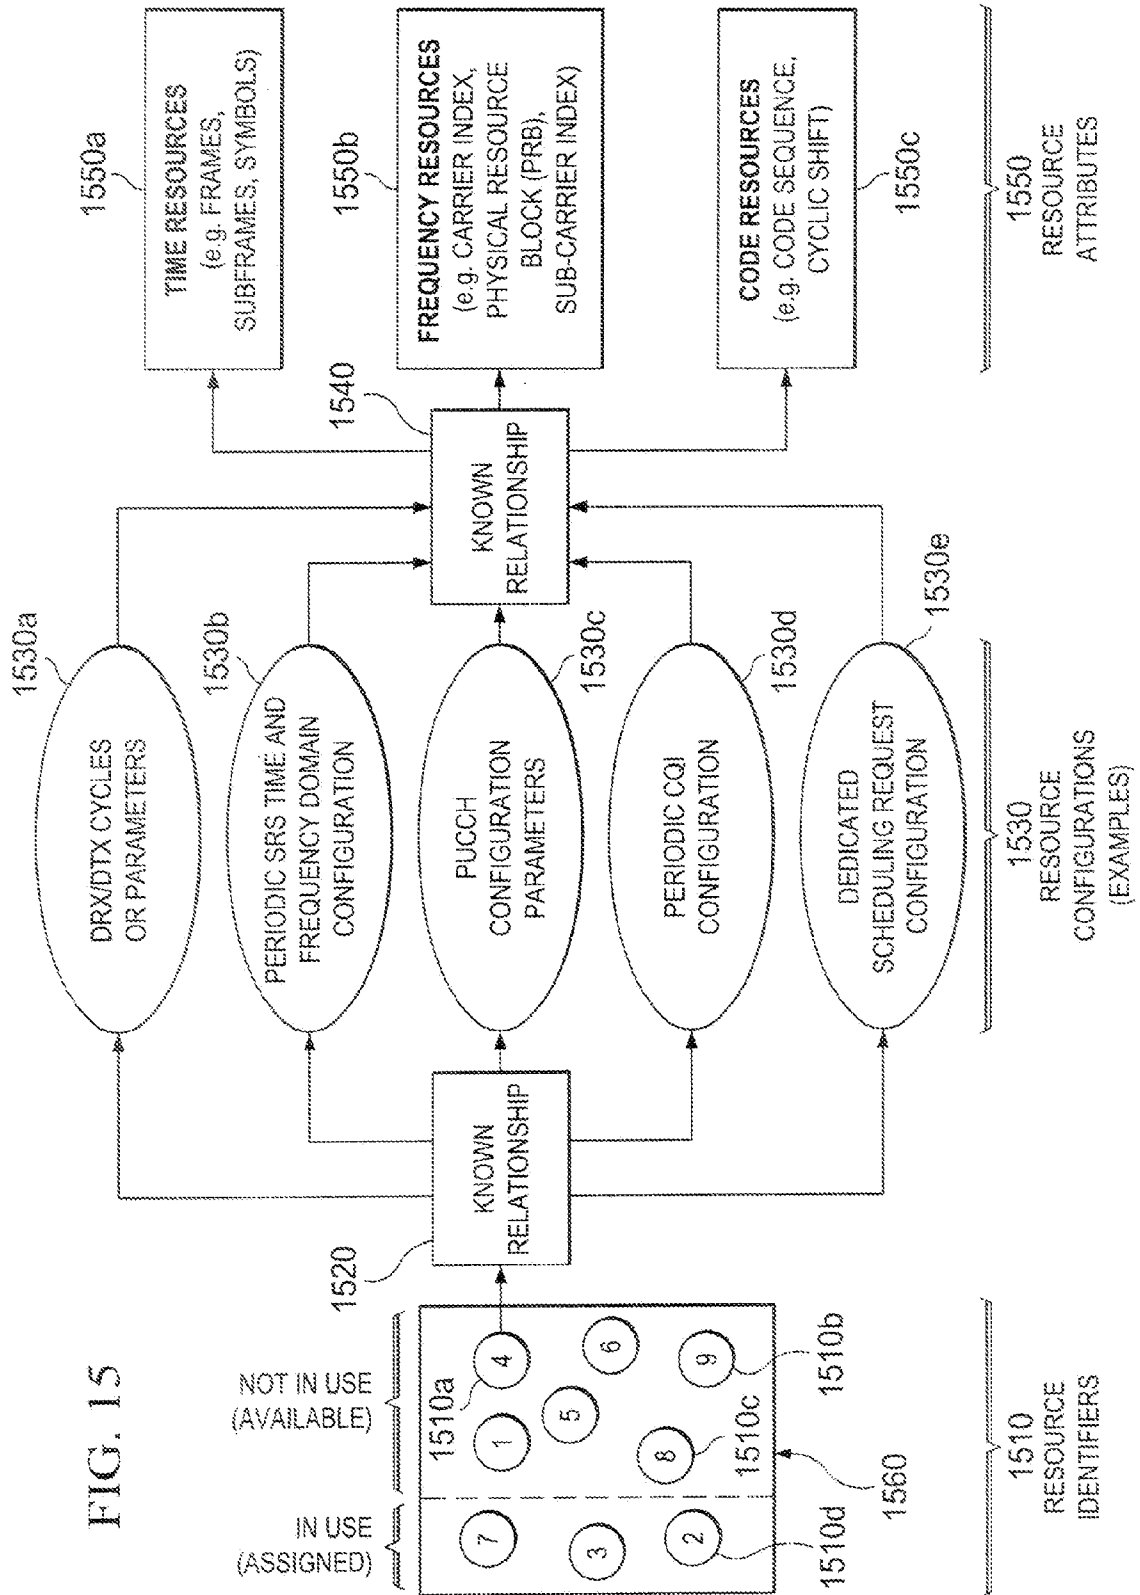 FIG. 15
IN USE
(ASSIGNED)
NOT IN USE
(AVAILABLE)
7
3
2
1510d
1
1510a
4
5
6
8
1510c
9
1510b
1560
1510
RESOURCE
IDENTIFIERS
1520
KNOWN
RELATIONSHIP
1530a
DRX/DTX CYCLES
OR PARAMETERS
1530b
PERIODIC SRS TIME AND
FREQUENCY DOMAIN
CONFIGURATION
PUCCH
CONFIGURATION
PARAMETERS
1530c
PERIODIC CQI
CONFIGURATION
1530d
DEDICATED
SCHEDULING REQUEST
CONFIGURATION
1530e
1530
RESOURCE
CONFIGURATIONS
(EXAMPLES)
1540
KNOWN
RELATIONSHIP
1550a
TIME RESOURCES
(e.g. FRAMES,
SUBFRAMES, SYMBOLS)
1550b
FREQUENCY RESOURCES
(e.g. CARRIER INDEX,
PHYSICAL RESOURCE
BLOCK (PRB),
SUB-CARRIER INDEX)
CODE RESOURCES
(e.g. CODE SEQUENCE,
CYCLIC SHIFT)
1550c
1550
RESOURCE
ATTRIBUTES